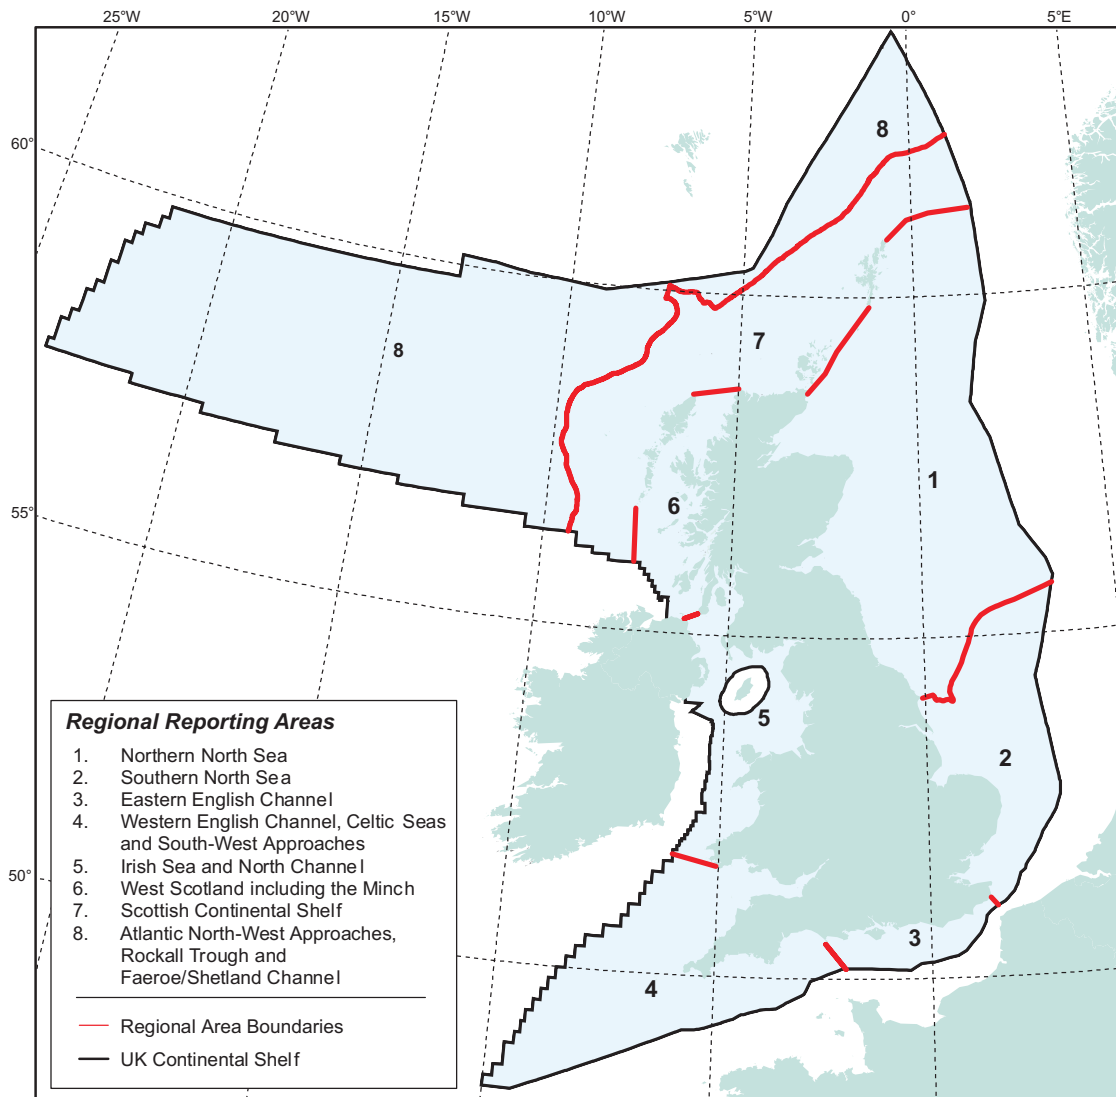 25°W 20°W 15°W 10°W 5°W 0° 5°E
60°
8
7
8
1
6
55°
5
2
50°
3
4
Regional Reporting Areas
1. Northern North Sea
2. Southern North Sea
3. Eastern English Channel
4. Western English Channel, Celtic Seas
and South-West Approaches
5. Irish Sea and North Channel
6. West Scotland including the Minch
7. Scottish Continental Shelf
8. Atlantic North-West Approaches,
Rockall Trough and
Faeroe/Shetland Channel
Regional Area Boundaries
UK Continental Shelf